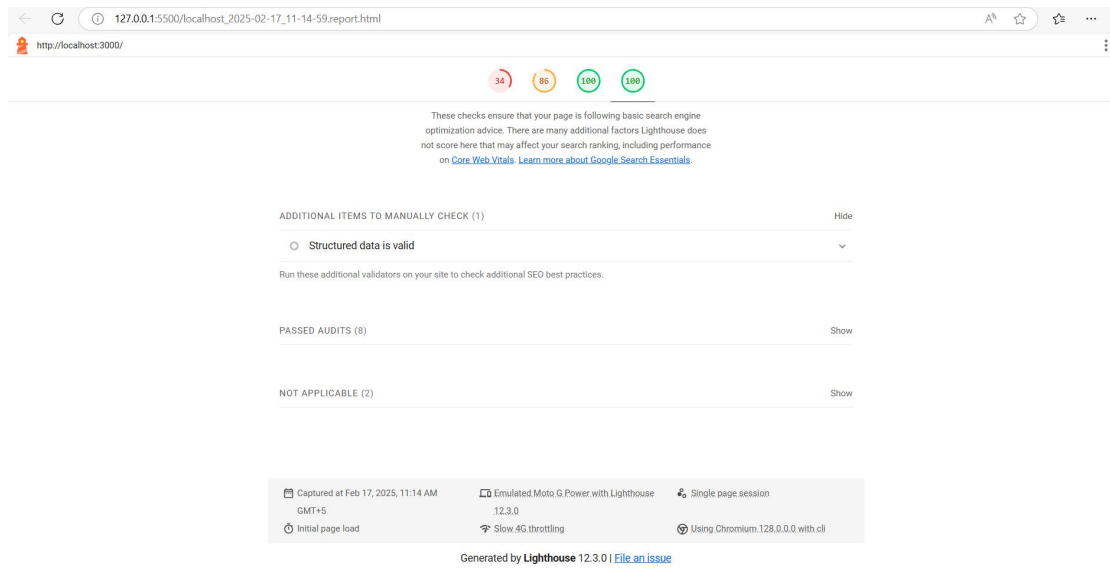 127.0.0.1:5500/localhost_2025-02-17_11-14-59.report.html
http://localhost:3000/
34 86 100 100
These checks ensure that your page is following basic search engine
optimization advice. There are many additional factors Lighthouse does
not score here that may affect your search ranking, including performance
on Core Web Vitals. Learn more about Google Search Essentials.
ADDITIONAL ITEMS TO MANUALLY CHECK (1) Hide
Structured data is valid
Run these additional validators on your site to check additional SEO best practices.
PASSED AUDITS (8) Show
NOT APPLICABLE (2) Show
Captured at Feb 17, 2025, 11:14 AM
GMT+5
Emulated Moto G Power with Lighthouse
12.3.0
Single page session
Initial page load
Slow 4G throttling
Using Chromium 128.0.0.0 with cli
Generated by Lighthouse 12.3.0 | File an issue